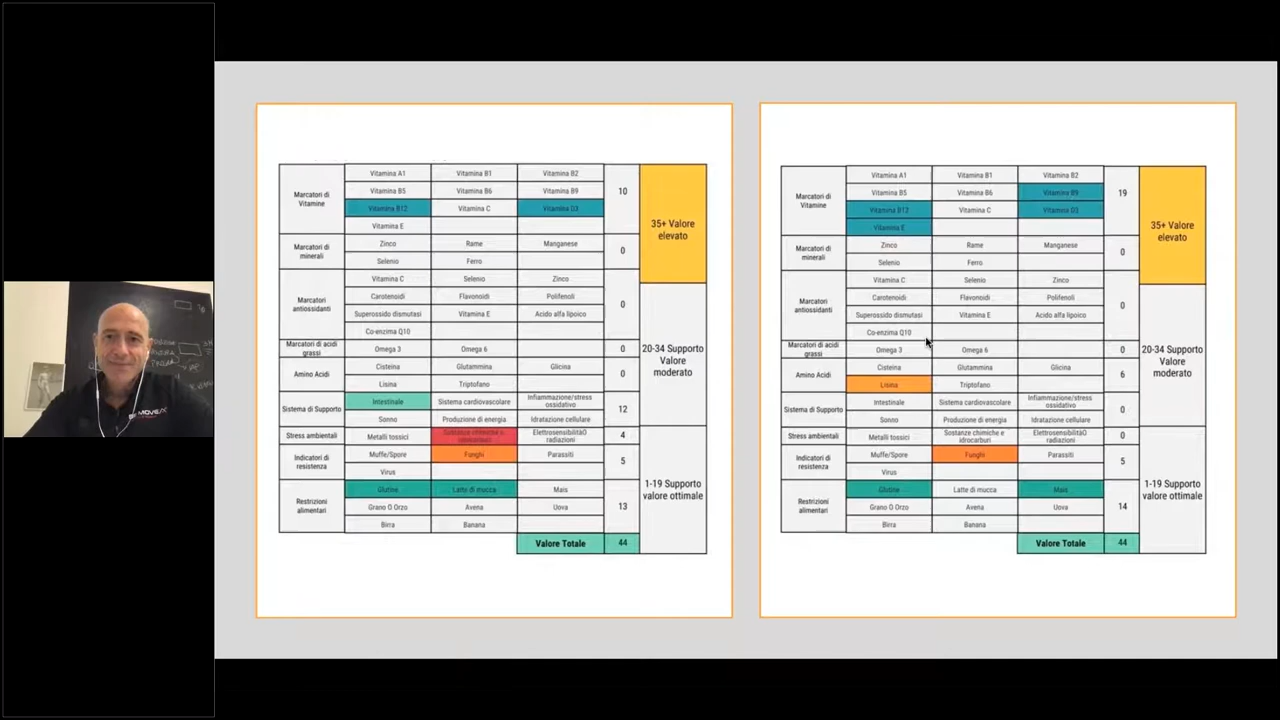 Marcatori di Vitamine
Vitamina A1
Vitamina B1
Vitamina B2
Vitamina B5
Vitamina B6
Vitamina B9
Vitamina B12
Vitamina C
Vitamina D3
Vitamina E
10
Marcatori di minerali
Zinco
Rame
Manganese
Selenio
Ferro
0
Marcatori antiossidanti
Vitamina C
Selenio
Zinco
Carotenoidi
Flavonoidi
Polifenoli
Superossido dismutasi
Vitamina E
Acido alfa lipoico
Co-enzima Q10
0
Marcatori di acidi grassi
Omega 3
Omega 6
0
Amino Acidi
Cisteina
Glutammina
Glicina
Lisina
Triptofano
0
Sistema di Supporto
Intestinale
Sistema cardiovascolare
Infiammazione/stress ossidativo
Sonno
Produzione di energia
Idratazione cellulare
12
Stress ambientali
Metalli tossici
Sostanze chimiche e idrocarburi
Elettrosensibilità0 radiazioni
4
Indicatori di resistenza
Muffe/Spore
Funghi
Parassiti
Virus
5
Restrizioni alimentari
Glutine
Latte di mucca
Mais
Grano O Orzo
Avena
Uova
Birra
Banana
13
Valore Totale
44
35+ Valore elevato
20-34 Supporto Valore moderato
1-19 Supporto valore ottimale
Marcatori di Vitamine
Vitamina A1
Vitamina B1
Vitamina B2
Vitamina B5
Vitamina B6
Vitamina B9
Vitamina B12
Vitamina C
Vitamina D3
Vitamina E
19
Marcatori di minerali
Zinco
Rame
Manganese
Selenio
Ferro
0
Marcatori antiossidanti
Vitamina C
Selenio
Zinco
Carotenoidi
Flavonoidi
Polifenoli
Superossido dismutasi
Vitamina E
Acido alfa lipoico
Co-enzima Q10
0
Marcatori di acidi grassi
Omega 3
Omega 6
0
Amino Acidi
Cisteina
Glutammina
Glicina
Lisina
Triptofano
6
Sistema di Supporto
Intestinale
Sistema cardiovascolare
Infiammazione/stress ossidativo
Sonno
Produzione di energia
Idratazione cellulare
0
Stress ambientali
Metalli tossici
Sostanze chimiche e idrocarburi
Elettrosensibilità0 radiazioni
0
Indicatori di resistenza
Muffe/Spore
Funghi
Parassiti
Virus
5
Restrizioni alimentari
Glutine
Latte di mucca
Mais
Grano O Orzo
Avena
Uova
Birra
Banana
14
Valore Totale
44
35+ Valore elevato
20-34 Supporto Valore moderato
1-19 Supporto valore ottimale